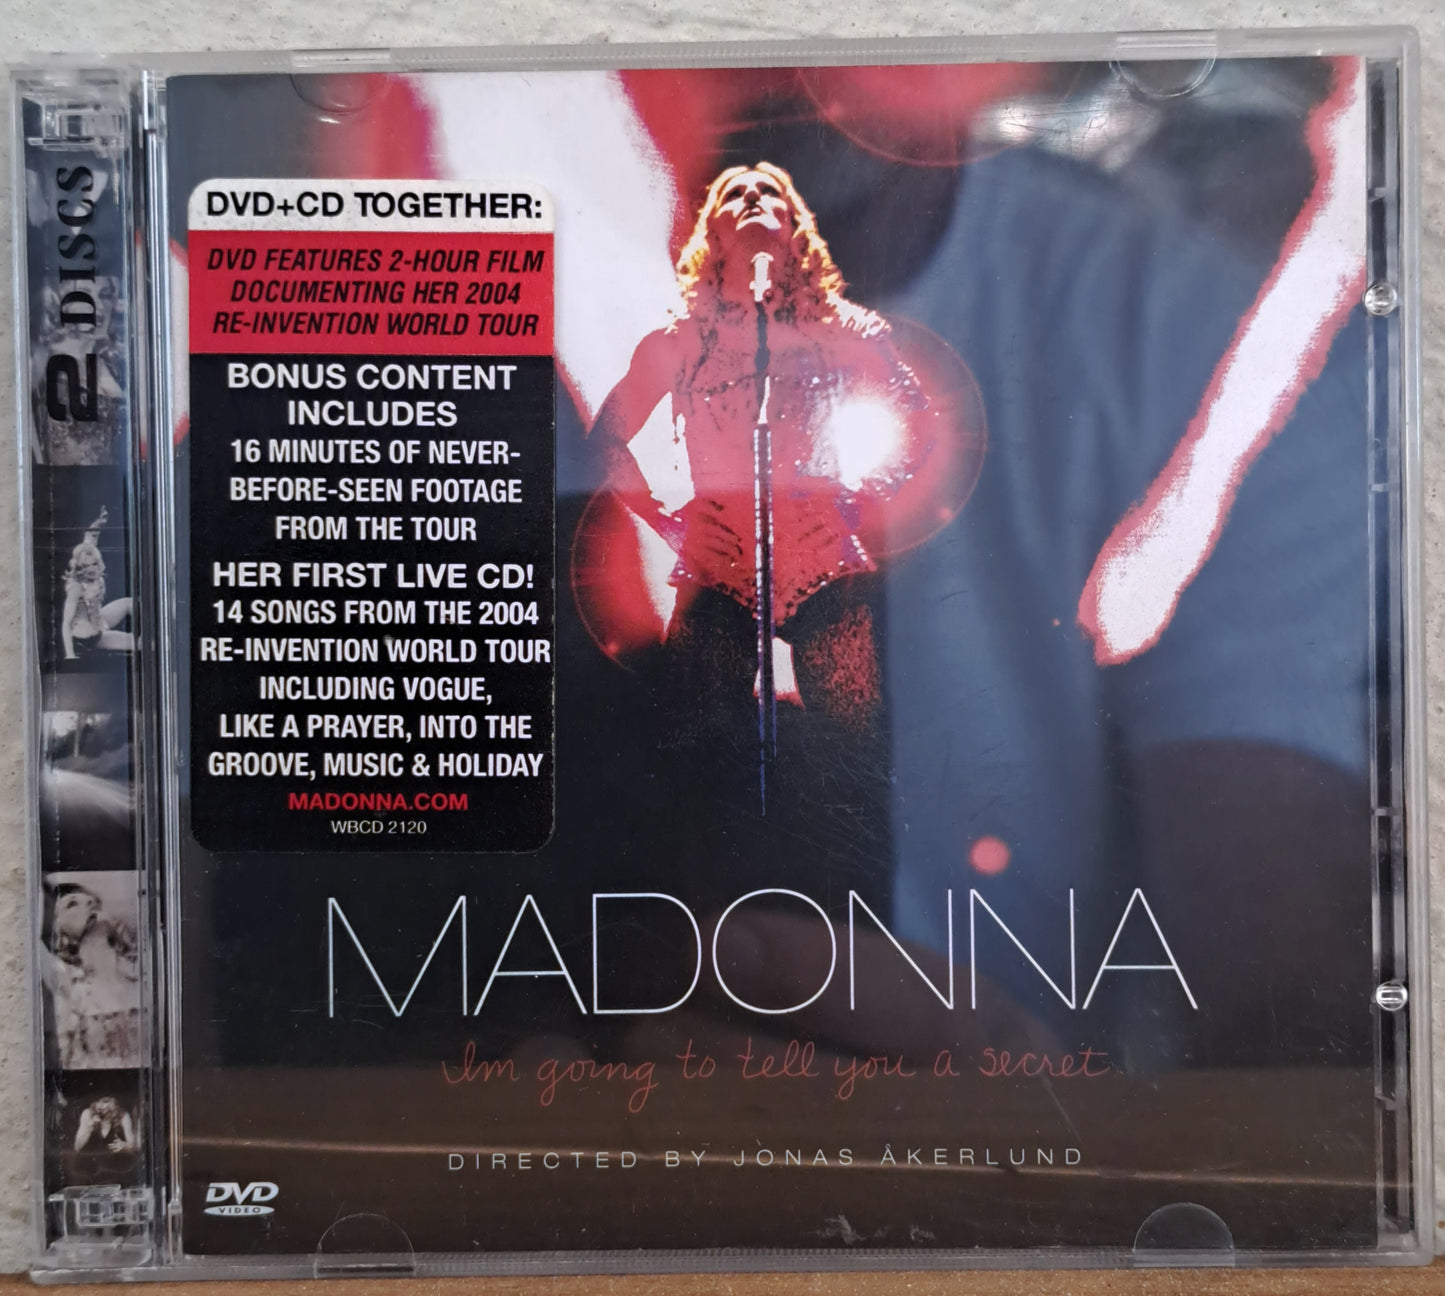 2 DISCS
DVD+CD TOGETHER:
DVD FEATURES 2-HOUR FILM
DOCUMENTING HER 2004
RE-INVENTION WORLD TOUR
BONUS CONTENT
INCLUDES
16 MINUTES OF NEVER-
BEFORE-SEEN FOOTAGE
FROM THE TOUR
HER FIRST LIVE CD!
14 SONGS FROM THE 2004
RE-INVENTION WORLD TOUR
INCLUDING VOGUE,
LIKE A PRAYER, INTO THE
GROOVE, MUSIC & HOLIDAY
MADONNA.COM
WBCD 2120
MADONNA
I'm going to tell you a secret
DIRECTED BY JONAS ÅKERLUND
DVD
VIDEO